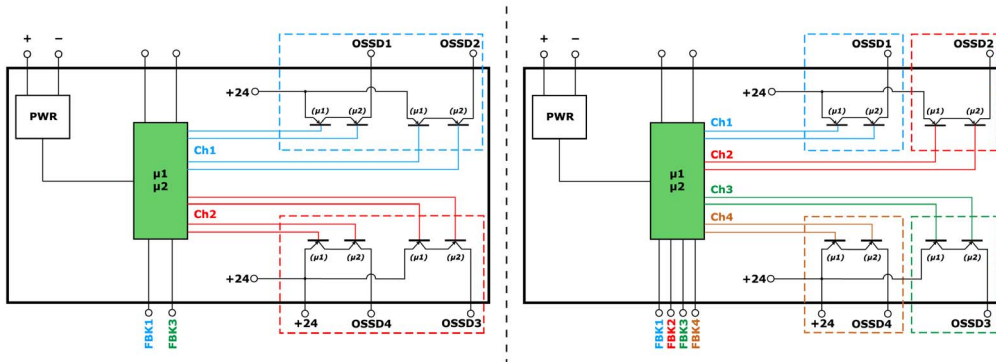 + −
OSSD1 OSSD2
+24
(µ1) (µ2) (µ1) (µ2)
PWR
Ch1
µ1
µ2
Ch2
(µ1) (µ2) (µ1) (µ2)
+24
FBK1 FBK3
+24 OSSD4 OSSD3
+ −
OSSD1 OSSD2
+24
(µ1) (µ2) (µ1) (µ2)
PWR
Ch1
Ch2
µ1
µ2
Ch3
Ch4
(µ1) (µ2) (µ1) (µ2)
+24
FBK1 FBK2 FBK3 FBK4
+24 OSSD4 OSSD3